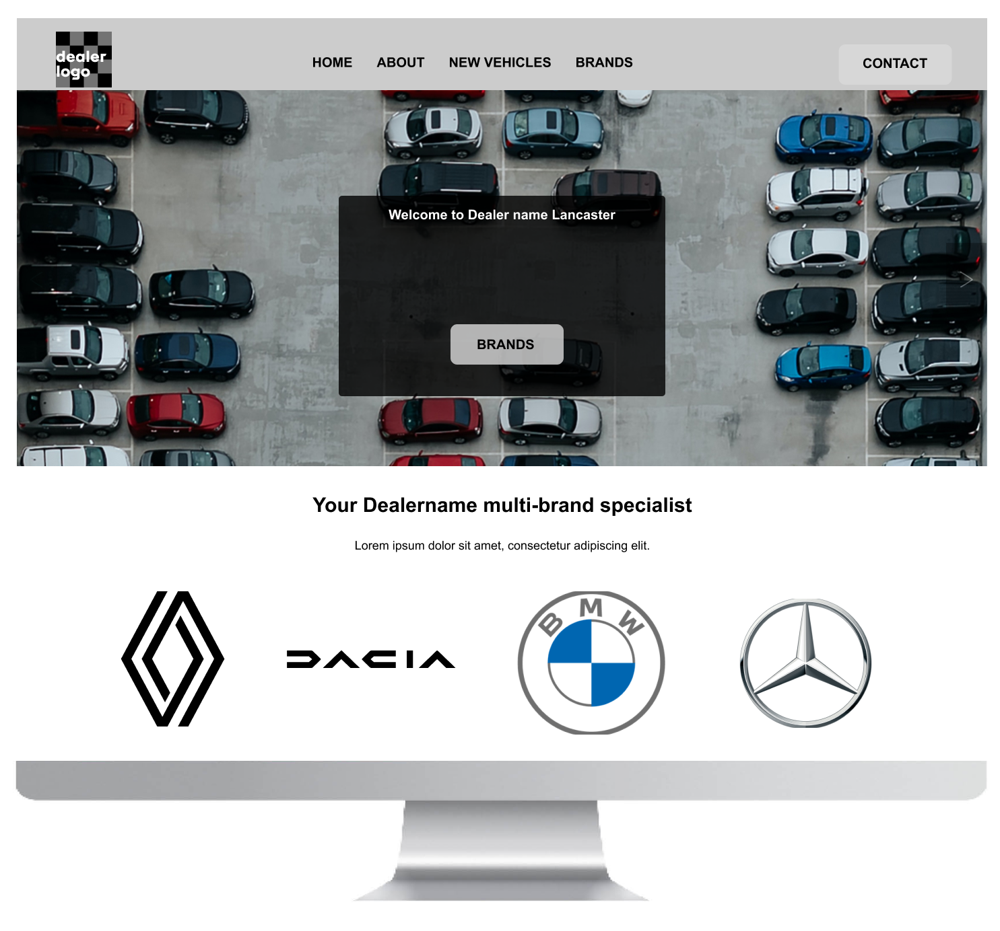 dealer
logo
HOME ABOUT NEW VEHICLES BRANDS CONTACT
Welcome to Dealer name Lancaster
BRANDS
Your Dealername multi-brand specialist
Lorem ipsum dolor sit amet, consectetur adipiscing elit.
DACIA
BMW